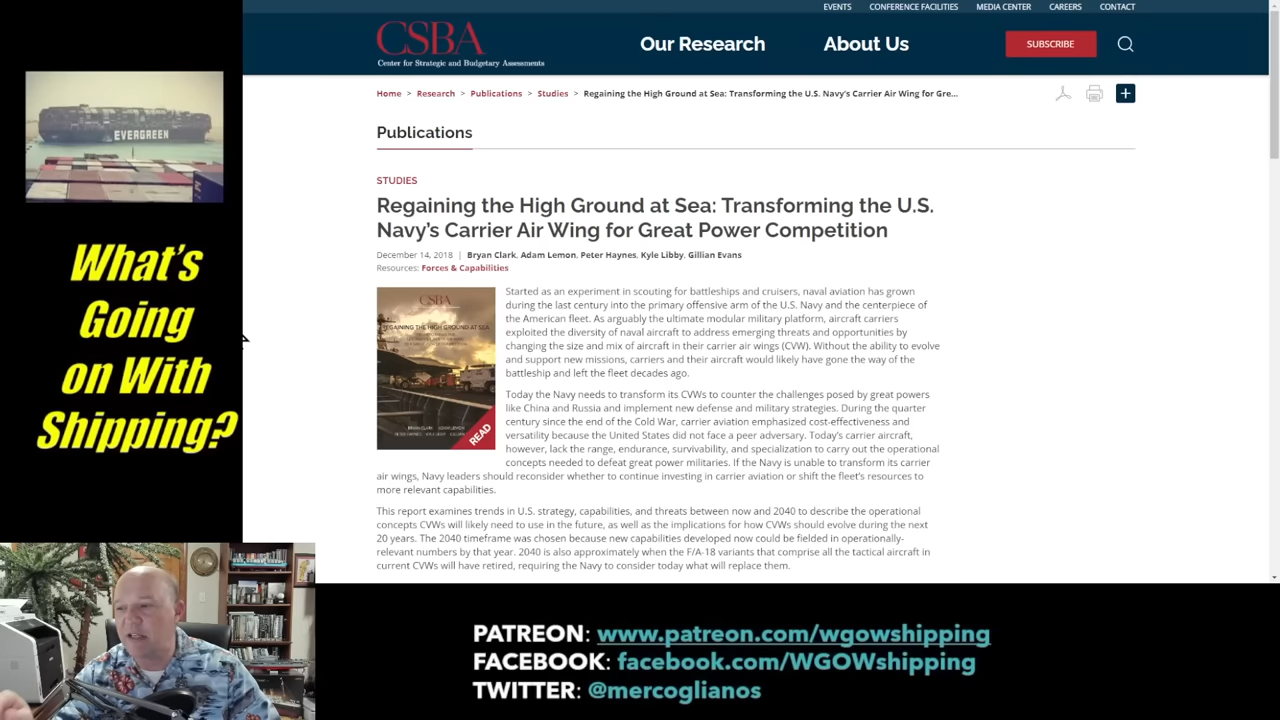 EVENTS CONFERENCE FACILITIES MEDIA CENTER CAREERS CONTACT
CSBA
Center for Strategic and Budgetary Assessments
Our Research About Us SUBSCRIBE
Home > Research > Publications > Studies > Regaining the High Ground at Sea: Transforming the U.S. Navy's Carrier Air Wing for Gre...
Publications
STUDIES
Regaining the High Ground at Sea: Transforming the U.S.
Navy's Carrier Air Wing for Great Power Competition
December 14, 2018 | Bryan Clark, Adam Lemon, Peter Haynes, Kyle Libby, Gillian Evans
Resources: Forces & Capabilities
CSBA
REGAINING THE HIGH GROUND AT SEA
READ
Started as an experiment in scouting for battleships and cruisers, naval aviation has grown
during the last century into the primary offensive arm of the U.S. Navy and the centerpiece of
the American fleet. As arguably the ultimate modular military platform, aircraft carriers
exploited the diversity of naval aircraft to address emerging threats and opportunities by
changing the size and mix of aircraft in their carrier air wings (CVW). Without the ability to evolve
and support new missions, carriers and their aircraft would likely have gone the way of the
battleship and left the fleet decades ago.
Today the Navy needs to transform its CVWs to counter the challenges posed by great powers
like China and Russia and implement new defense and military strategies. During the quarter
century since the end of the Cold War, carrier aviation emphasized cost-effectiveness and
versatility because the United States did not face a peer adversary. Today's carrier aircraft,
however, lack the range, endurance, survivability, and specialization to carry out the operational
concepts needed to defeat great power militaries. If the Navy is unable to transform its carrier
air wings, Navy leaders should reconsider whether to continue investing in carrier aviation or shift the fleet's resources to
more relevant capabilities.
This report examines trends in U.S. strategy, capabilities, and threats between now and 2040 to describe the operational
concepts CVWs will likely need to use in the future, as well as the implications for how CVWs should evolve during the next
20 years. The 2040 timeframe was chosen because new capabilities developed now could be fielded in operationally-
relevant numbers by that year. 2040 is also approximately when the F/A-18 variants that comprise all the tactical aircraft in
current CVWs will have retired, requiring the Navy to consider today what will replace them.
EVERGREEN
What's
Going
on With
Shipping?
PATREON: www.patreon.com/wgowshipping
FACEBOOK: facebook.com/WGOWshipping
TWITTER: @mercoglianos